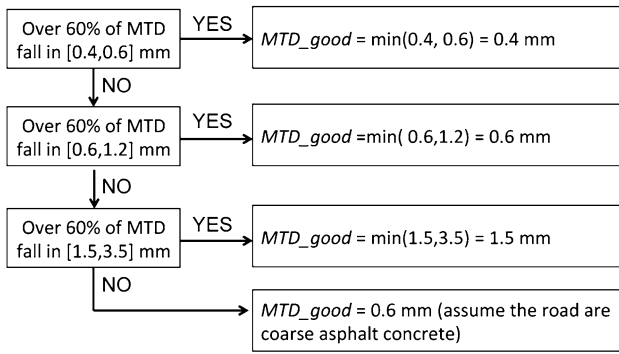 Over 60% of MTD
fall in [0.4,0.6] mm
YES
MTD_good = min(0.4, 0.6) = 0.4 mm
NO
Over 60% of MTD
fall in [0.6,1.2] mm
YES
MTD_good =min( 0.6,1.2) = 0.6 mm
NO
Over 60% of MTD
fall in [1.5,3.5] mm
YES
MTD_good = min(1.5,3.5) = 1.5 mm
NO
MTD_good = 0.6 mm (assume the road are
coarse asphalt concrete)